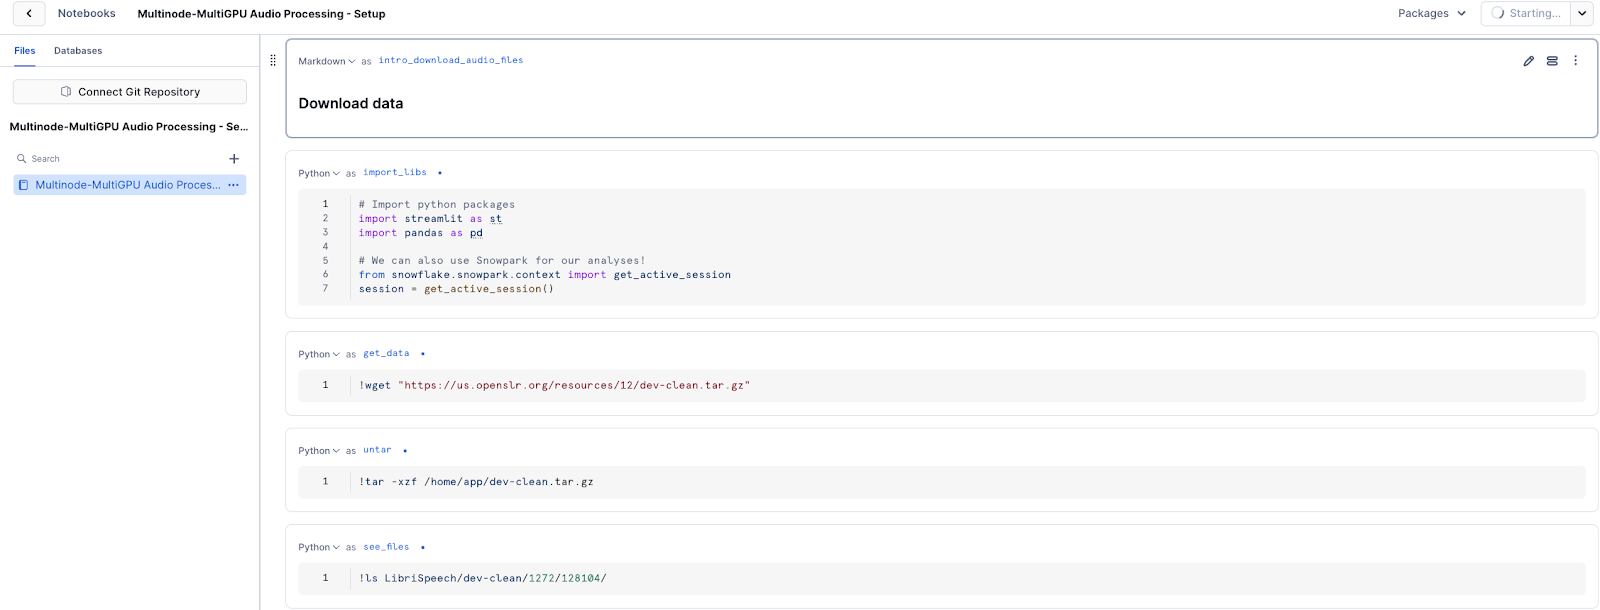 Notebooks Multinode-MultiGPU Audio Processing - Setup Packages Starting...
Files Databases
Connect Git Repository
Multinode-MultiGPU Audio Processing - Se...
Search
Multinode-MultiGPU Audio Proces... ...
Markdown as intro_download_audio_files
Download data
Python as import_libs
1 # Import python packages
2 import streamlit as st
3 import pandas as pd
4
5 # We can also use Snowpark for our analyses!
6 from snowflake.snowpark.context import get_active_session
7 session = get_active_session()
Python as get_data
1 !wget "https://us.openslr.org/resources/12/dev-clean.tar.gz"
Python as untar
1 !tar -xzf /home/app/dev-clean.tar.gz
Python as see_files
1 !ls LibriSpeech/dev-clean/1272/128104/